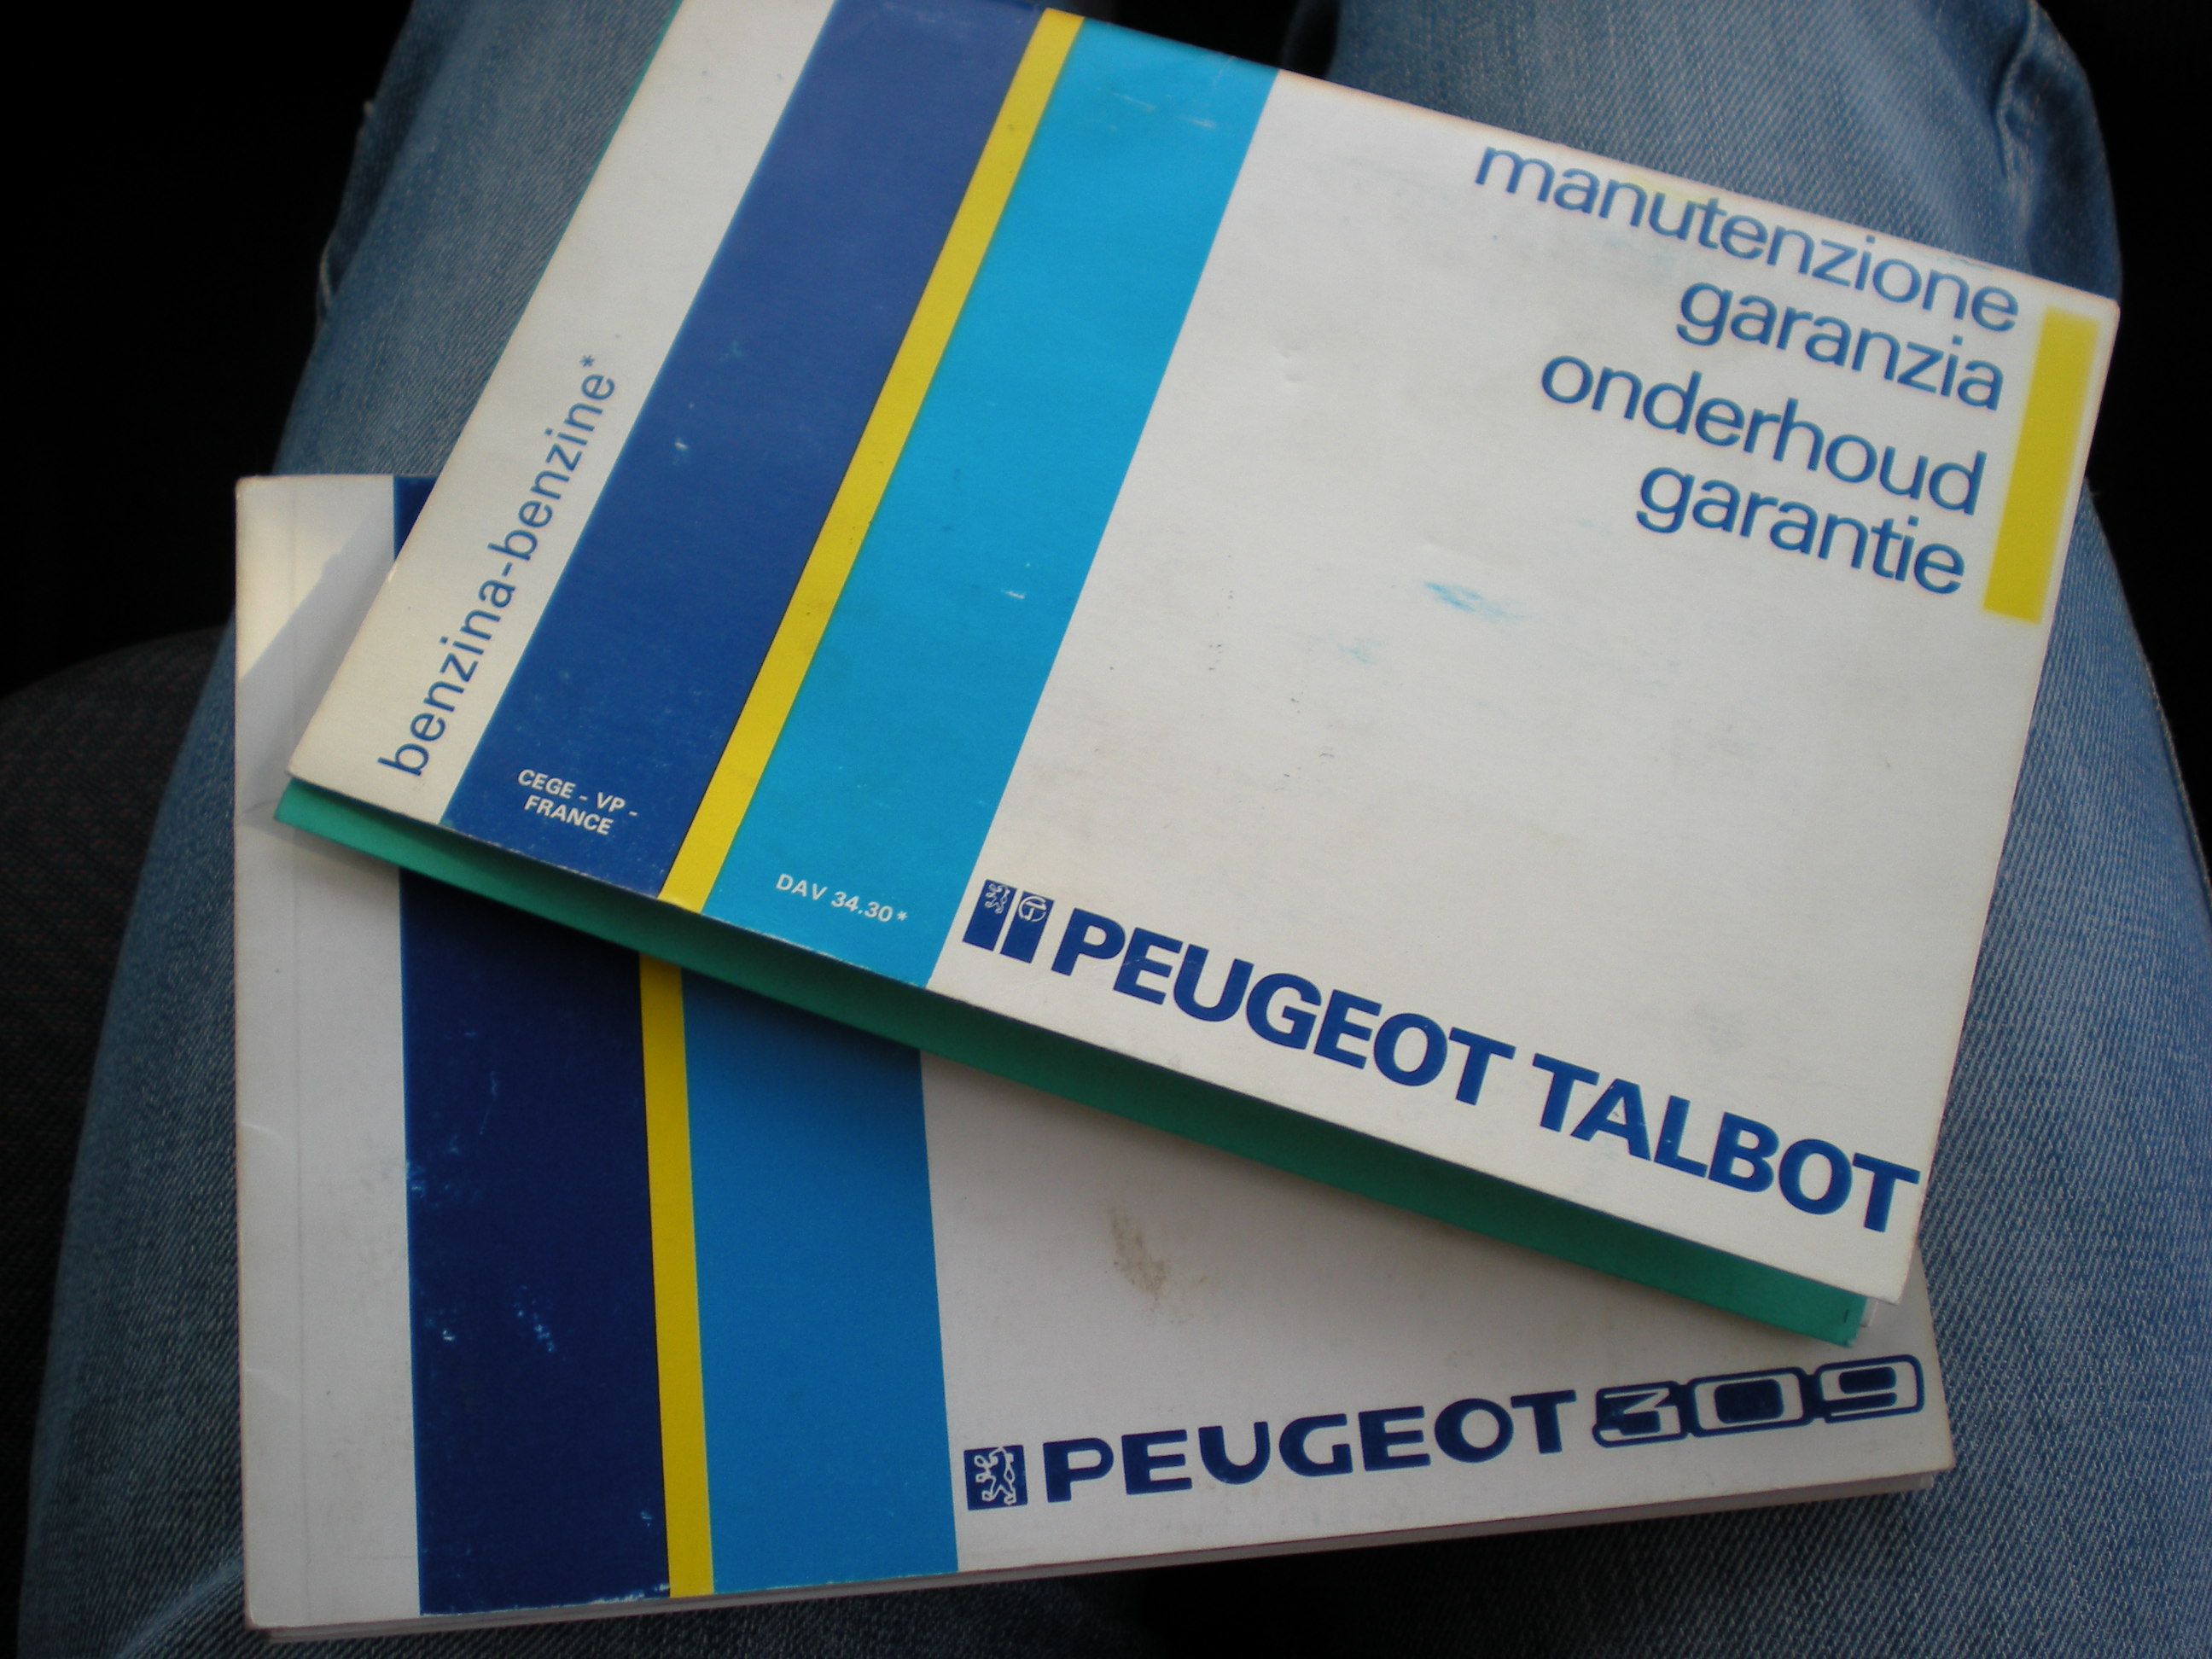 manutenzione
garanzia
onderhoud
garantie
benzina-benzine*
CEGE - VP -
FRANCE
DAV 34.30*
PEUGEOT TALBOT
PEUGEOT 309